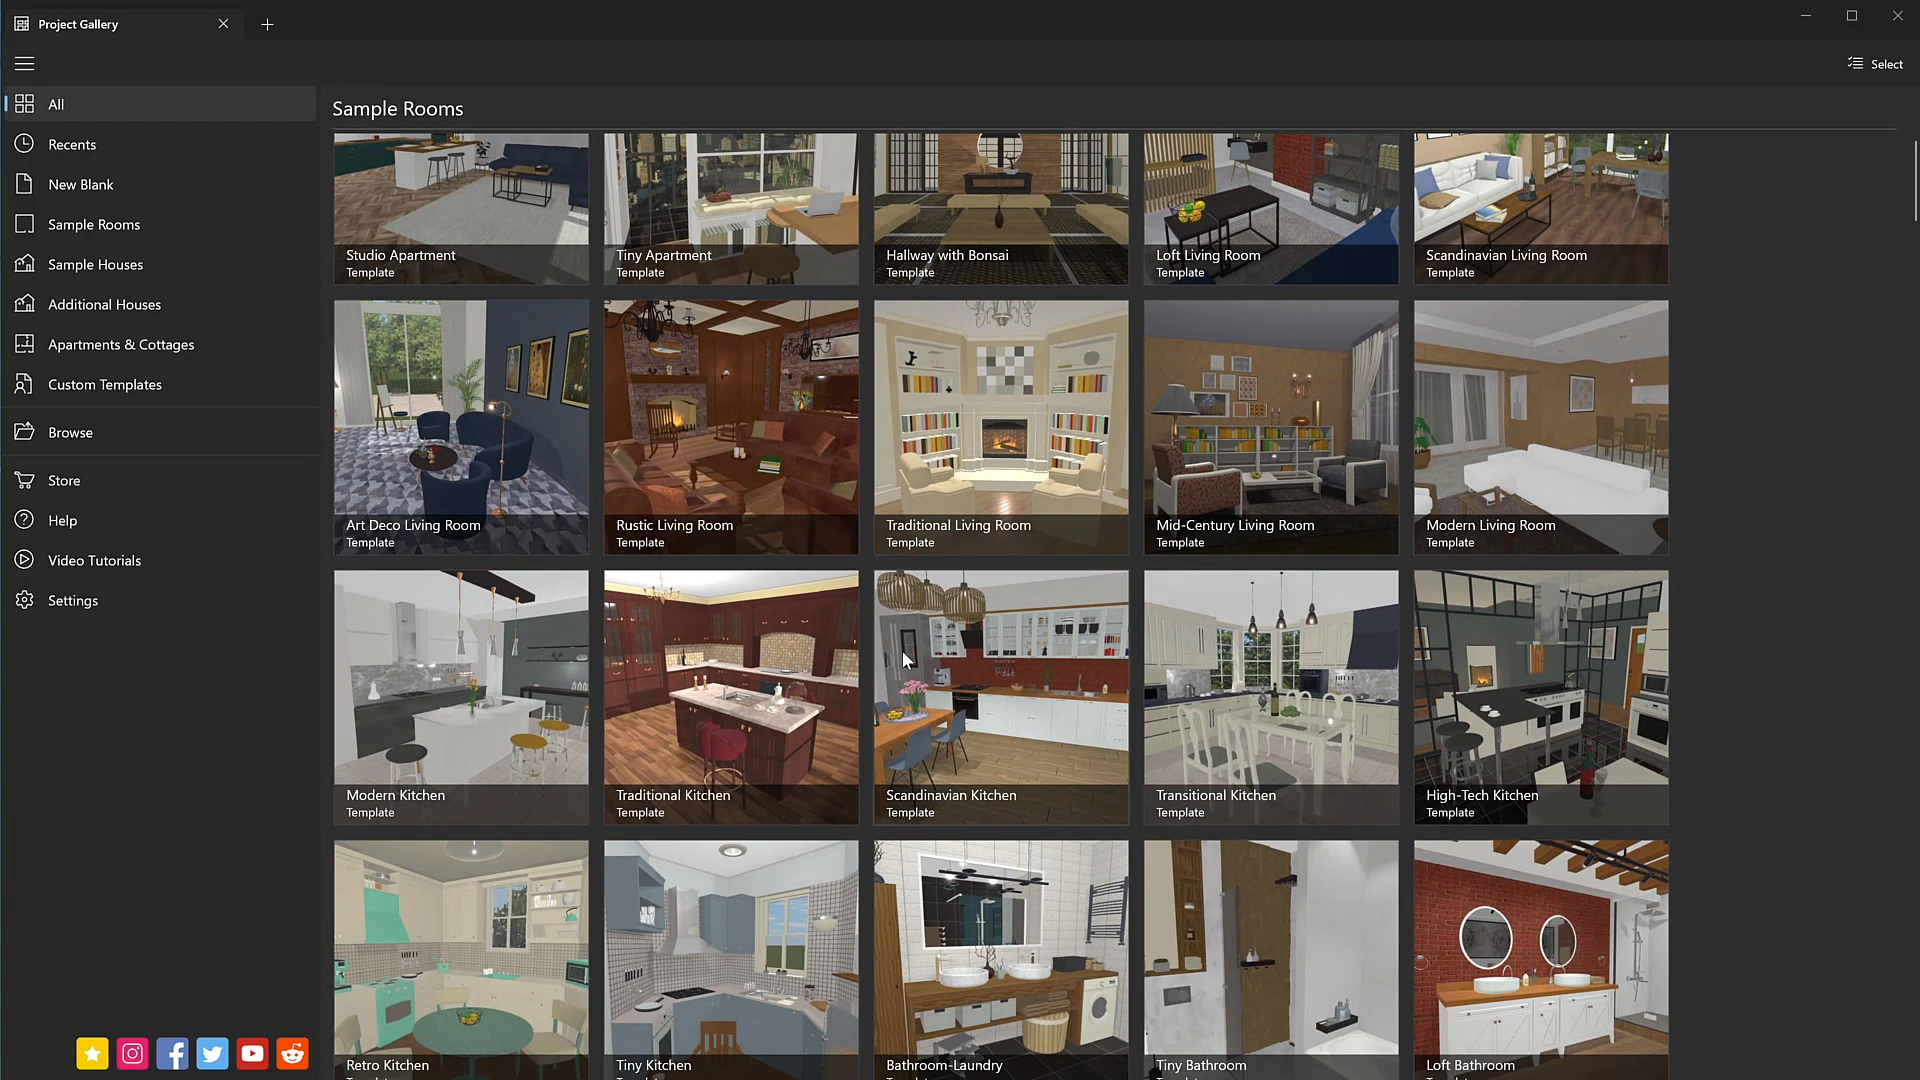 Project Gallery
Select
All
Recents
New Blank
Sample Rooms
Sample Houses
Additional Houses
Apartments & Cottages
Custom Templates
Browse
Store
Help
Video Tutorials
Settings
Sample Rooms
Studio Apartment
Template
Tiny Apartment
Template
Hallway with Bonsai
Template
Loft Living Room
Template
Scandinavian Living Room
Template
Art Deco Living Room
Template
Rustic Living Room
Template
Traditional Living Room
Template
Mid-Century Living Room
Template
Modern Living Room
Template
Modern Kitchen
Template
Traditional Kitchen
Template
Scandinavian Kitchen
Template
Transitional Kitchen
Template
High-Tech Kitchen
Template
Retro Kitchen
Tiny Kitchen
Bathroom-Laundry
Tiny Bathroom
Loft Bathroom